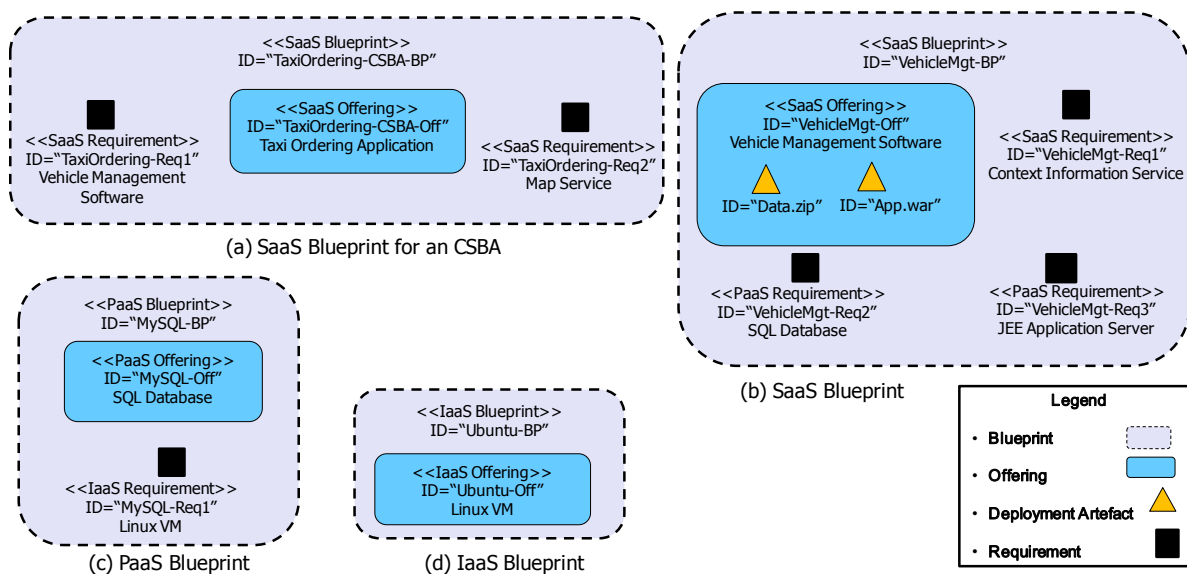 <<SaaS Blueprint>>
ID=“TaxiOrdering-CSBA-BP”
<<SaaS Requirement>>
ID=“TaxiOrdering-Req1”
Vehicle Management
Software
<<SaaS Offering>>
ID=“TaxiOrdering-CSBA-Off”
Taxi Ordering Application
<<SaaS Requirement>>
ID=“TaxiOrdering-Req2”
Map Service
(a) SaaS Blueprint for an CSBA
<<SaaS Blueprint>>
ID=“VehicleMgt-BP”
<<SaaS Offering>>
ID=“VehicleMgt-Off”
Vehicle Management Software
ID=“Data.zip”
ID=“App.war”
<<SaaS Requirement>>
ID=“VehicleMgt-Req1”
Context Information Service
<<PaaS Requirement>>
ID=“VehicleMgt-Req2”
SQL Database
<<PaaS Requirement>>
ID=“VehicleMgt-Req3”
JEE Application Server
(b) SaaS Blueprint
<<PaaS Blueprint>>
ID=“MySQL-BP”
<<PaaS Offering>>
ID=“MySQL-Off”
SQL Database
<<IaaS Requirement>>
ID=“MySQL-Req1”
Linux VM
(c) PaaS Blueprint
<<IaaS Blueprint>>
ID=“Ubuntu-BP”
<<IaaS Offering>>
ID=“Ubuntu-Off”
Linux VM
(d) IaaS Blueprint
Legend
• Blueprint
• Offering
• Deployment Artefact
• Requirement